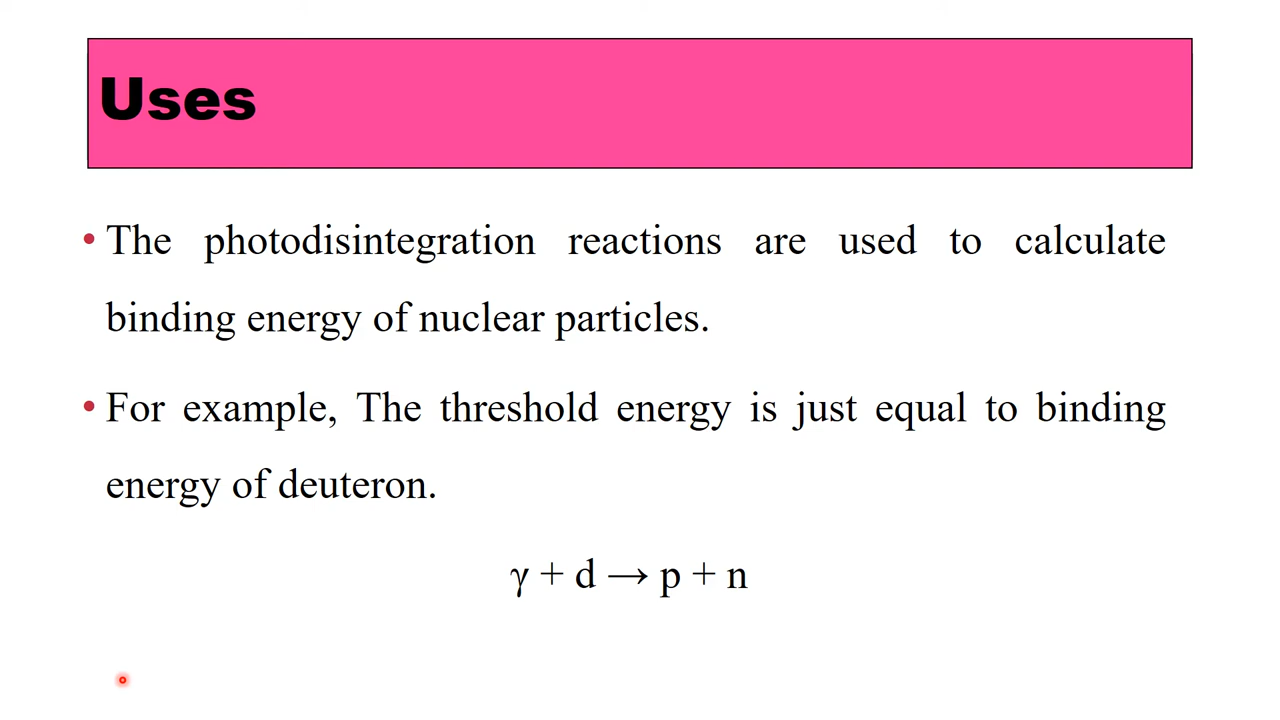 Uses
• The photodisintegration reactions are used to calculate
binding energy of nuclear particles.
• For example, The threshold energy is just equal to binding
energy of deuteron.
γ + d → p + n